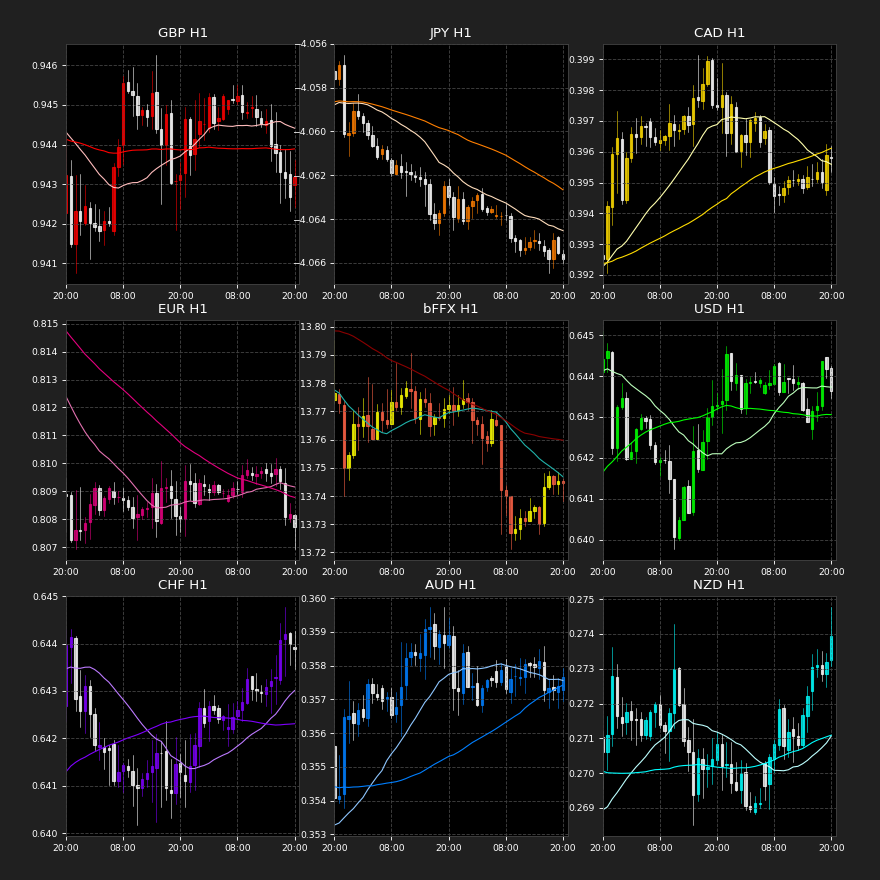 GBP H1 JPY H1 CAD H1
0.946 0.945 0.944 0.943 0.942 0.941
−4.056 −4.058 −4.060 −4.062 −4.064 −4.066
0.399 0.398 0.397 0.396 0.395 0.394 0.393 0.392
20:00 08:00 20:00 08:00 20:00 20:00 08:00 20:00 08:00 20:00 20:00 08:00 20:00 08:00 20:00
EUR H1 bFFX H1 USD H1
0.815 0.814 0.813 0.812 0.811 0.810 0.809 0.808 0.807
13.80 13.79 13.78 13.77 13.76 13.75 13.74 13.73 13.72
0.645 0.644 0.643 0.642 0.641 0.640
20:00 08:00 20:00 08:00 20:00 20:00 08:00 20:00 08:00 20:00 20:00 08:00 20:00 08:00 20:00
CHF H1 AUD H1 NZD H1
0.645 0.644 0.643 0.642 0.641 0.640
0.360 0.359 0.358 0.357 0.356 0.355 0.354 0.353
0.275 0.274 0.273 0.272 0.271 0.270 0.269
20:00 08:00 20:00 08:00 20:00 20:00 08:00 20:00 08:00 20:00 20:00 08:00 20:00 08:00 20:00